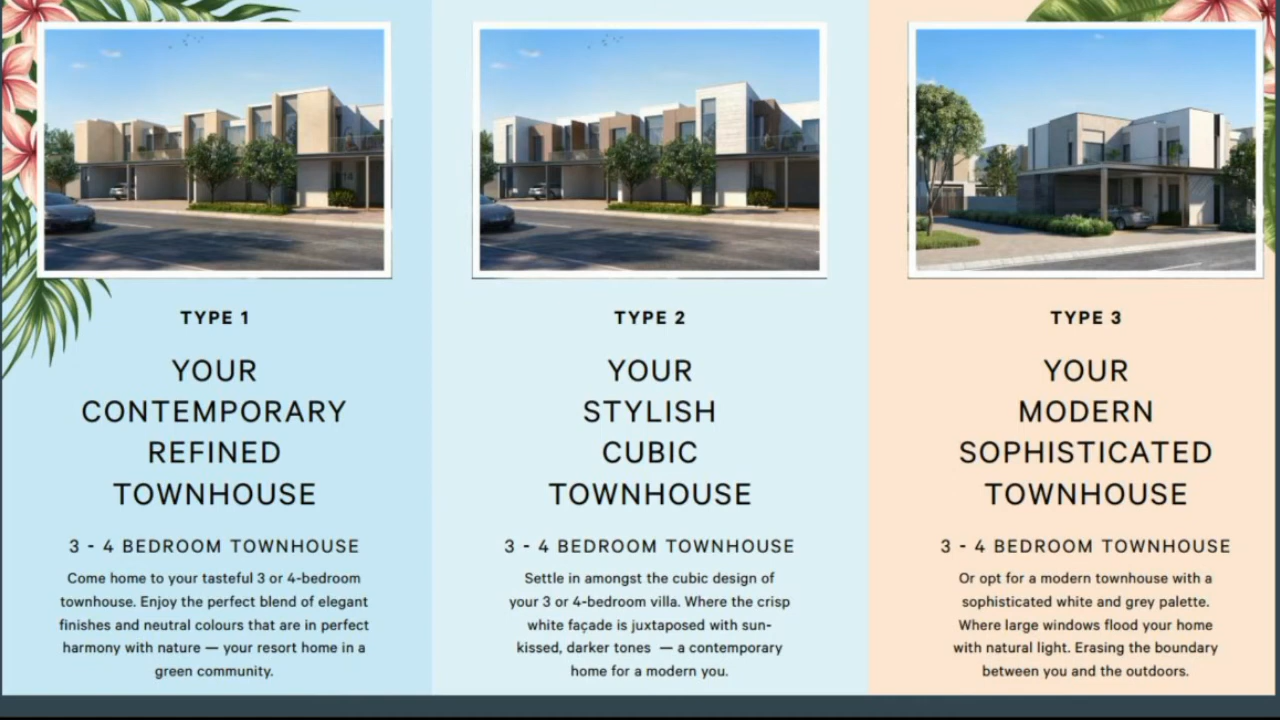 TYPE 1
YOUR
CONTEMPORARY
REFINED
TOWNHOUSE
3 - 4 BEDROOM TOWNHOUSE
Come home to your tasteful 3 or 4-bedroom
townhouse. Enjoy the perfect blend of elegant
finishes and neutral colours that are in perfect
harmony with nature — your resort home in a
green community.
TYPE 2
YOUR
STYLISH
CUBIC
TOWNHOUSE
3 - 4 BEDROOM TOWNHOUSE
Settle in amongst the cubic design of
your 3 or 4-bedroom villa. Where the crisp
white façade is juxtaposed with sun-
kissed, darker tones — a contemporary
home for a modern you.
TYPE 3
YOUR
MODERN
SOPHISTICATED
TOWNHOUSE
3 - 4 BEDROOM TOWNHOUSE
Or opt for a modern townhouse with a
sophisticated white and grey palette.
Where large windows flood your home
with natural light. Erasing the boundary
between you and the outdoors.